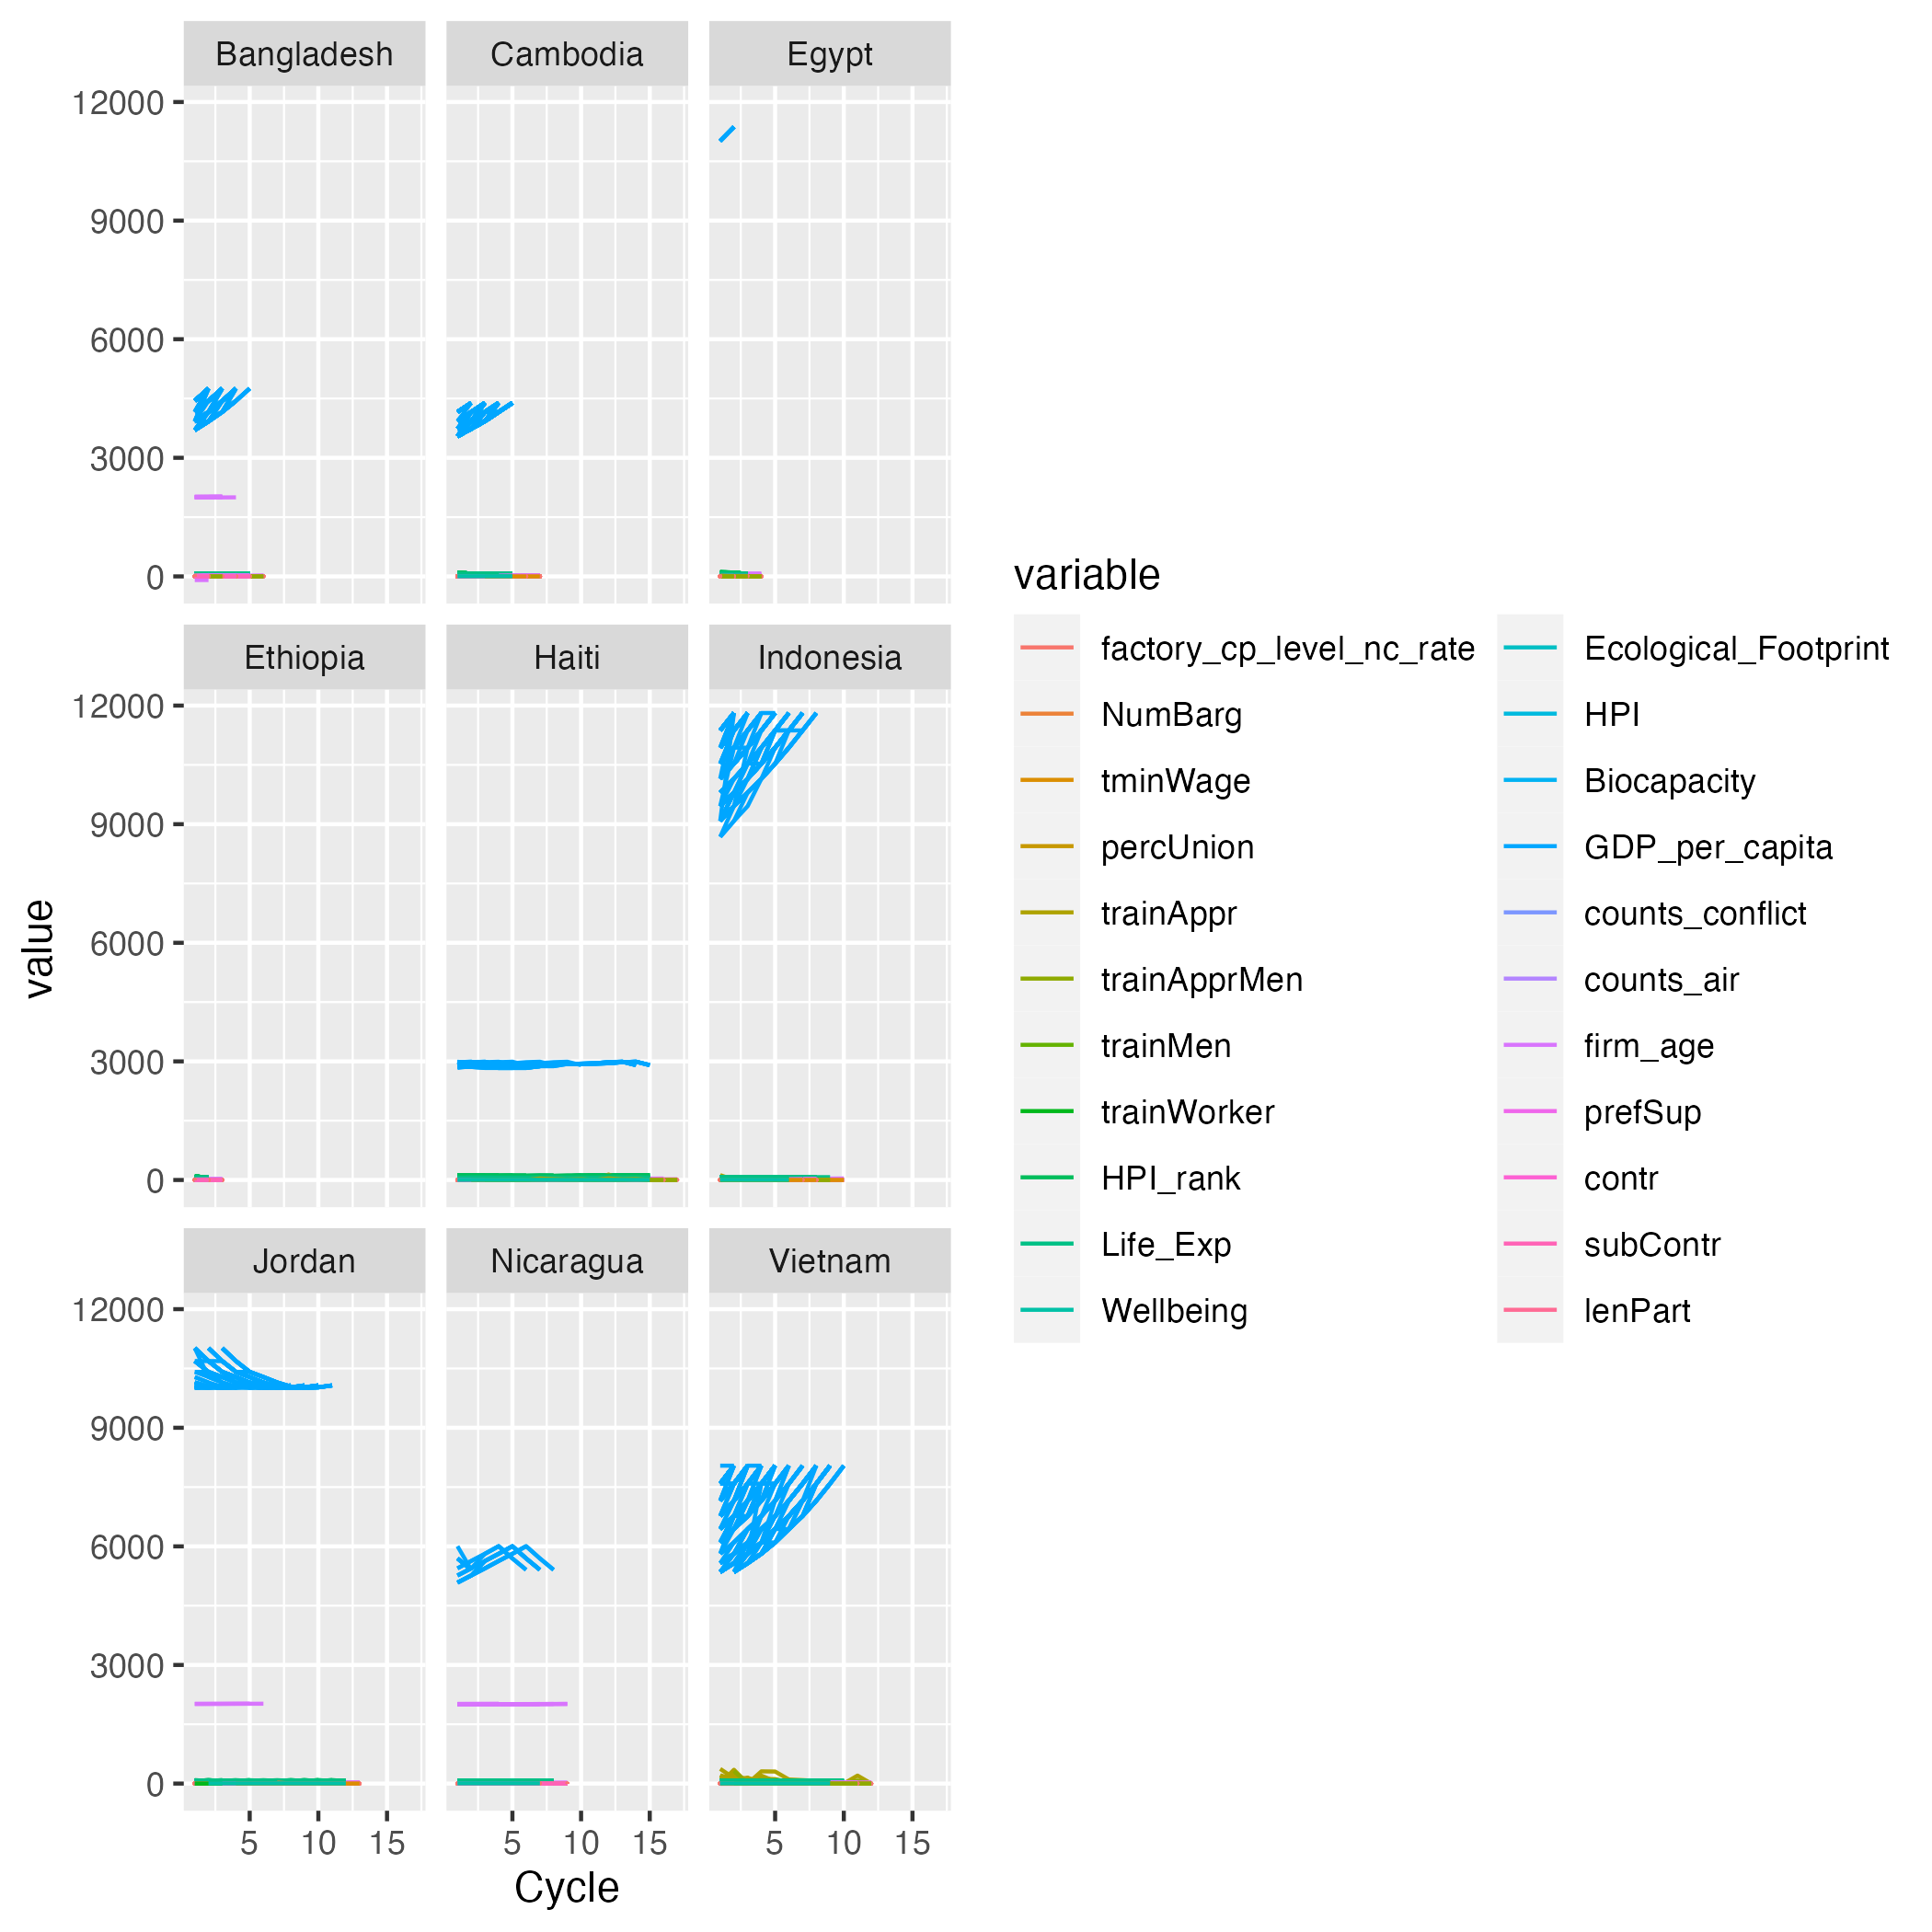 Bangladesh Cambodia Egypt
12000
9000
6000
3000
0
Ethiopia Haiti Indonesia
12000
9000
6000
3000
0
Jordan Nicaragua Vietnam
12000
9000
6000
3000
0
5 10 15 5 10 15 5 10 15
Cycle
value
variable
factory_cp_level_nc_rate
NumBarg
tminWage
percUnion
trainAppr
trainApprMen
trainMen
trainWorker
HPI_rank
Life_Exp
Wellbeing
Ecological_Footprint
HPI
Biocapacity
GDP_per_capita
counts_conflict
counts_air
firm_age
prefSup
contr
subContr
lenPart